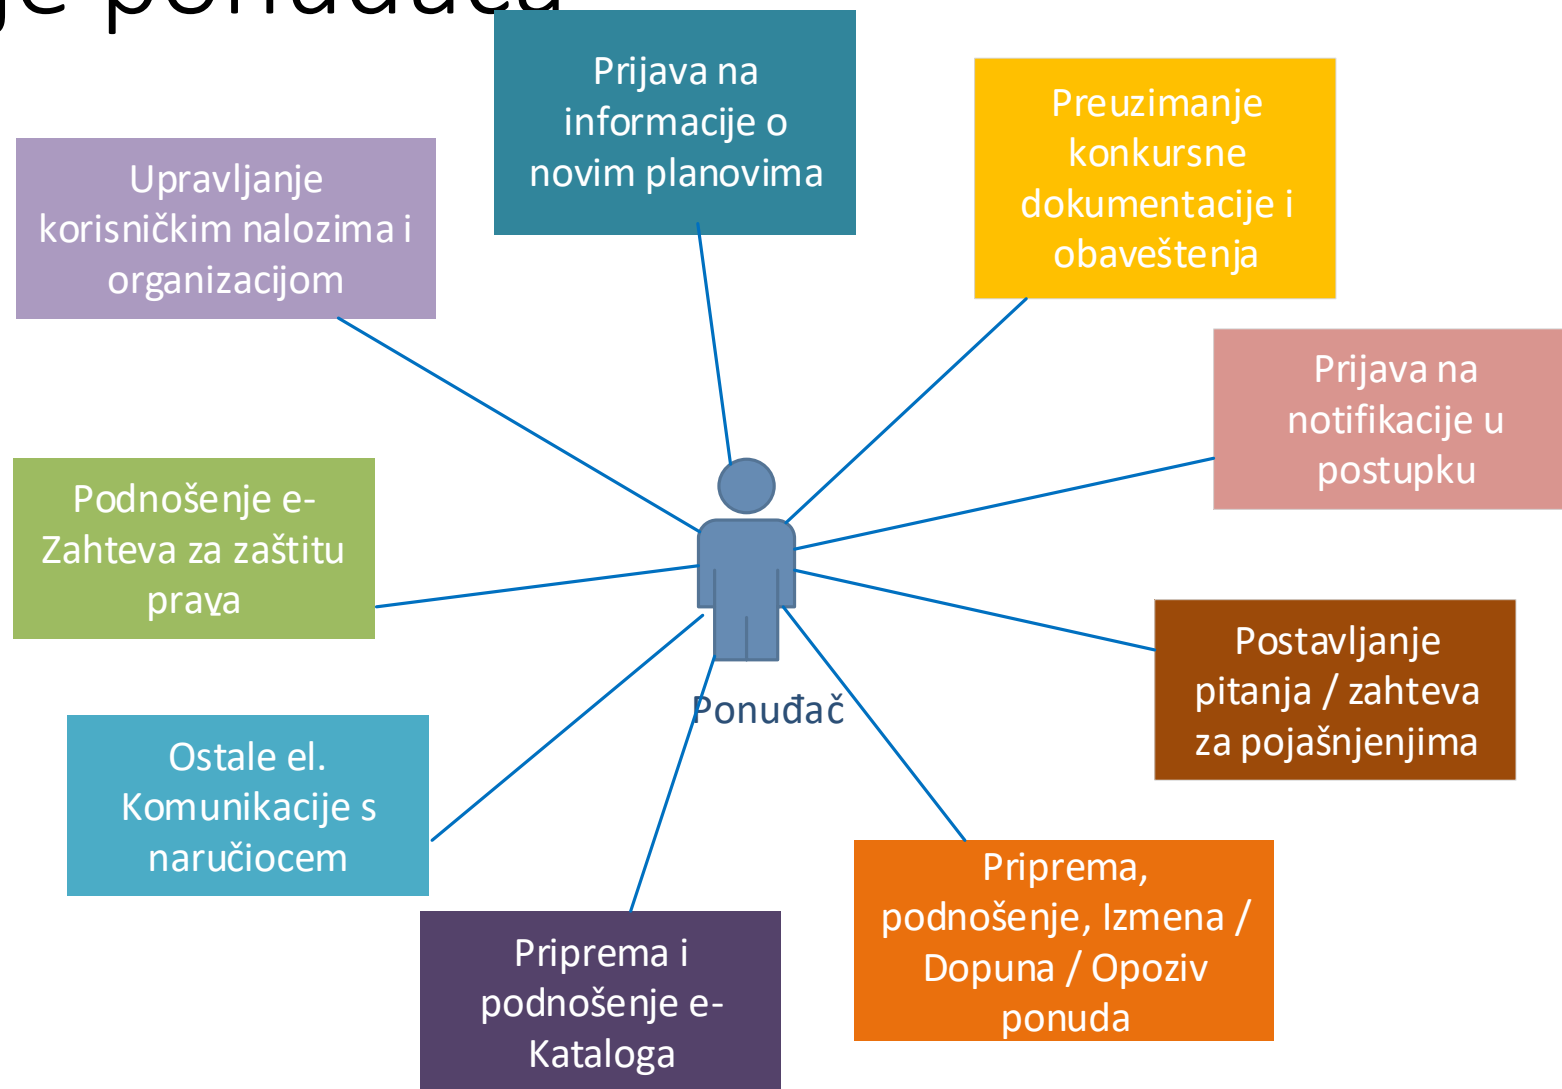 je ponuđača
Prijava na
informacije o
novim planovima
Preuzimanje
konkursne
dokumentacije i
obaveštenja
Upravljanje
korisničkim nalozima i
organizacijom
Prijava na
notifikacije u
postupku
Podnošenje e-
Zahteva za zaštitu
prava
Postavljanje
pitanja / zahteva
za pojašnjenjima
Ponuđač
Ostale el.
Komunikacije s
naručiocem
Priprema,
podnošenje, Izmena /
Dopuna / Opoziv
ponuda
Priprema i
podnošenje e-
Kataloga